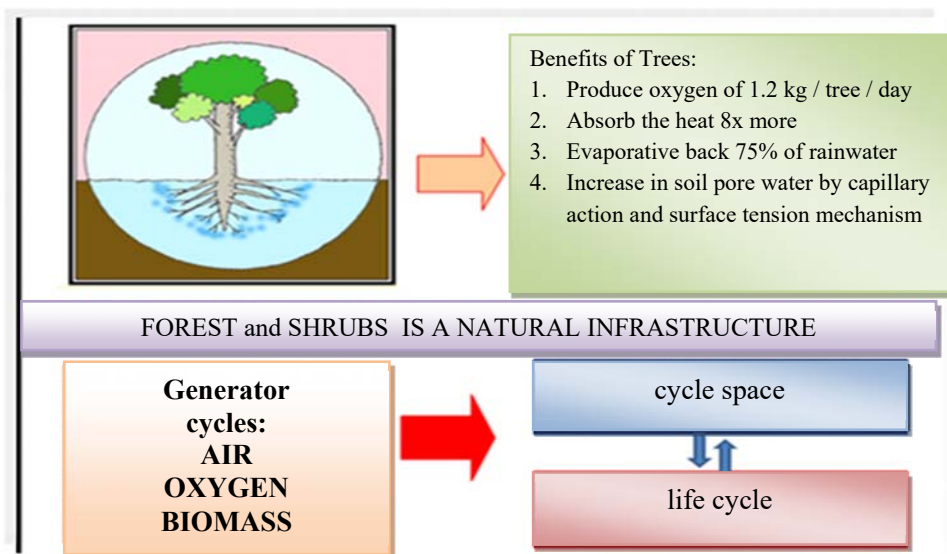 Benefits of Trees:
1. Produce oxygen of 1.2 kg / tree / day
2. Absorb the heat 8x more
3. Evaporative back 75% of rainwater
4. Increase in soil pore water by capillary
action and surface tension mechanism
FOREST and SHRUBS IS A NATURAL INFRASTRUCTURE
Generator
cycles:
AIR
OXYGEN
BIOMASS
cycle space
life cycle